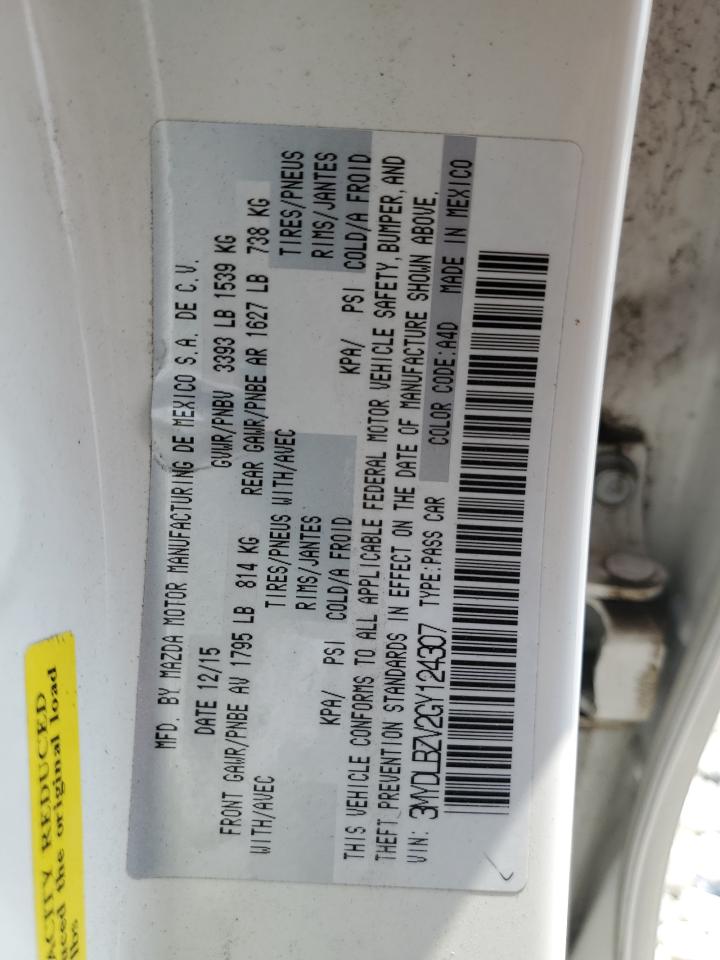 MFD. BY MAZDA MOTOR MANUFACTURING DE MEXICO S.A. DE C.V.
DATE 12/15 GVWR/PNBV 3393 LB 1539 KG
FRONT GAWR/PNBE AV 1795 LB 814 KG REAR GAWR/PNBE AR 1627 LB 738 KG
WITH/AVEC TIRES/PNEUS WITH/AVEC TIRES/PNEUS
RIMS/JANTES RIMS/JANTES
KPA/ PSI COLD/A FROID KPA/ PSI COLD/A FROID
THIS VEHICLE CONFORMS TO ALL APPLICABLE FEDERAL MOTOR VEHICLE SAFETY, BUMPER, AND
THEFT PREVENTION STANDARDS IN EFFECT ON THE DATE OF MANUFACTURE SHOWN ABOVE.
VIN: 3MYDLBZV2GY124307 TYPE:PASS CAR COLOR CODE:A4D MADE IN MEXICO
ACITY REDUCED
uced the original load
lbs